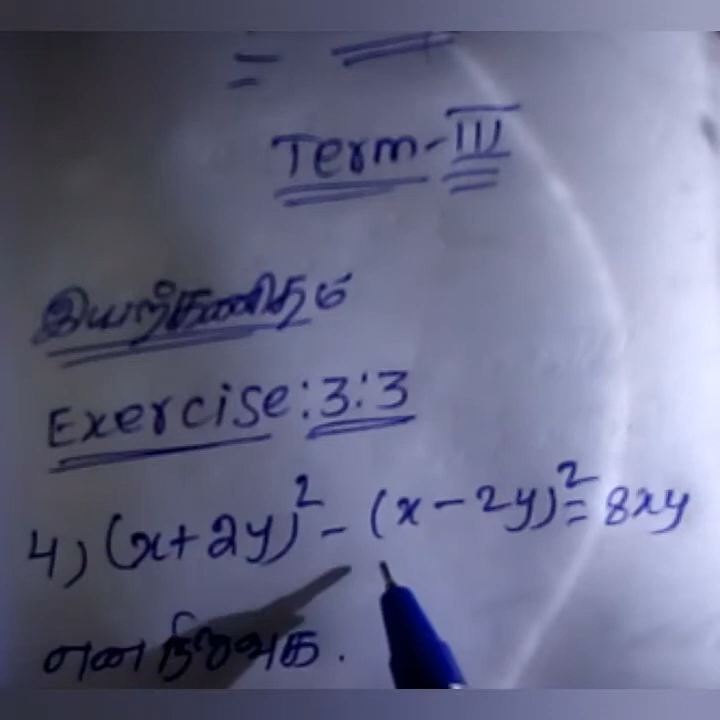 Term-III
இயற்கணிதம்
Exercise:3:3
4) (x+2y)² - (x-2y)² = 8xy
என நிறுவுக.